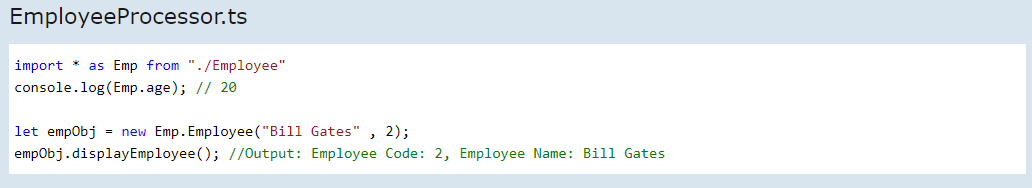 EmployeeProcessor.ts
import * as Emp from "./Employee"
console.log(Emp.age); // 20
let empObj = new Emp.Employee("Bill Gates" , 2);
empObj.displayEmployee(); //Output: Employee Code: 2, Employee Name: Bill Gates